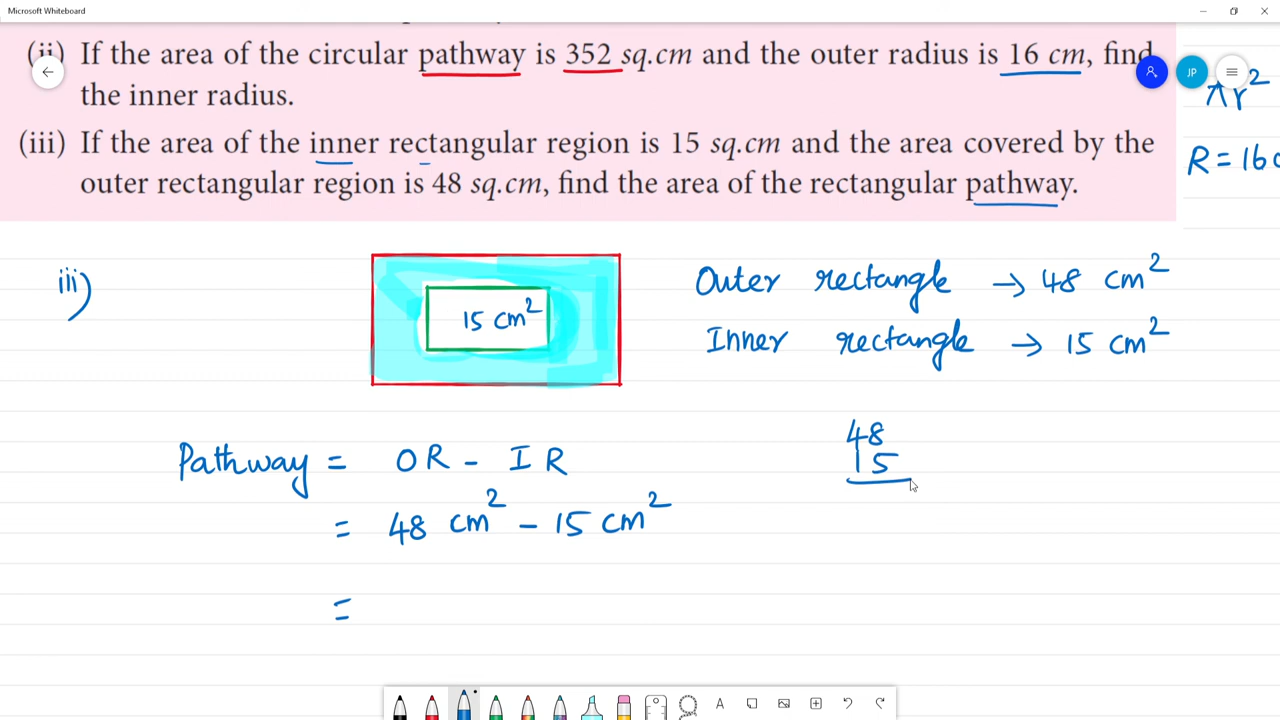 Microsoft Whiteboard
(ii) If the area of the circular pathway is 352 sq.cm and the outer radius is 16 cm, find
the inner radius.
JP
πr²
(iii) If the area of the inner rectangular region is 15 sq.cm and the area covered by the
outer rectangular region is 48 sq.cm, find the area of the rectangular pathway.
R = 16c
iii)
15 cm²
Outer rectangle → 48 cm²
Inner rectangle → 15 cm²
Pathway = OR - IR
= 48 cm² - 15 cm²
=
48
15
A